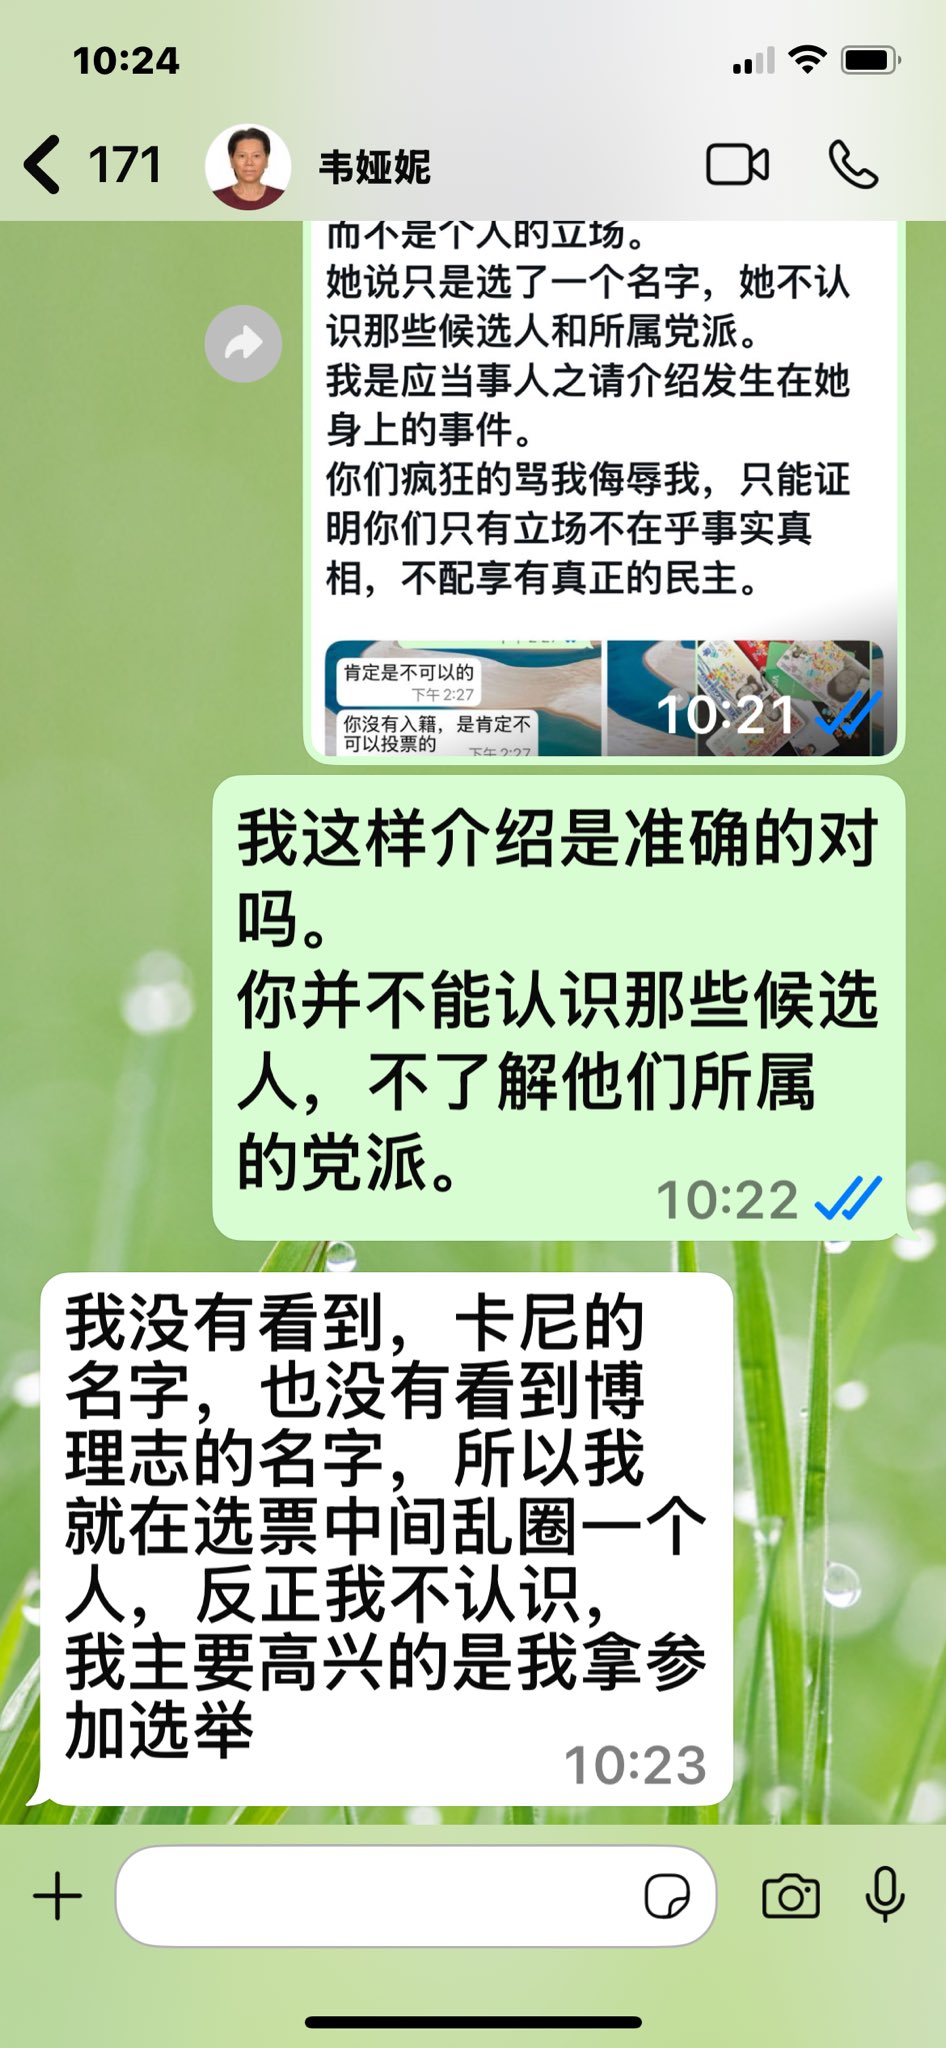 10:24
171
韦娅妮
而不是个人的立场。
她说只是选了一个名字，她不认
识那些候选人和所属党派。
我是应当事人之请介绍发生在她
身上的事件。
你们疯狂的骂我侮辱我，只能证
明你们只有立场不在乎事实真
相，不配享有真正的民主。
肯定是不可以的
下午 2:27
你沒有入籍，是肯定不
可以投票的
下午 2:27
10:21
我这样介绍是准确的对
吗。
你并不能认识那些候选
人，不了解他们所属
的党派。
10:22
我没有看到，卡尼的
名字，也没有看到博
理志的名字，所以我
就在选票中间乱圈一个
人，反正我不认识，
我主要高兴的是我拿参
加选举
10:23